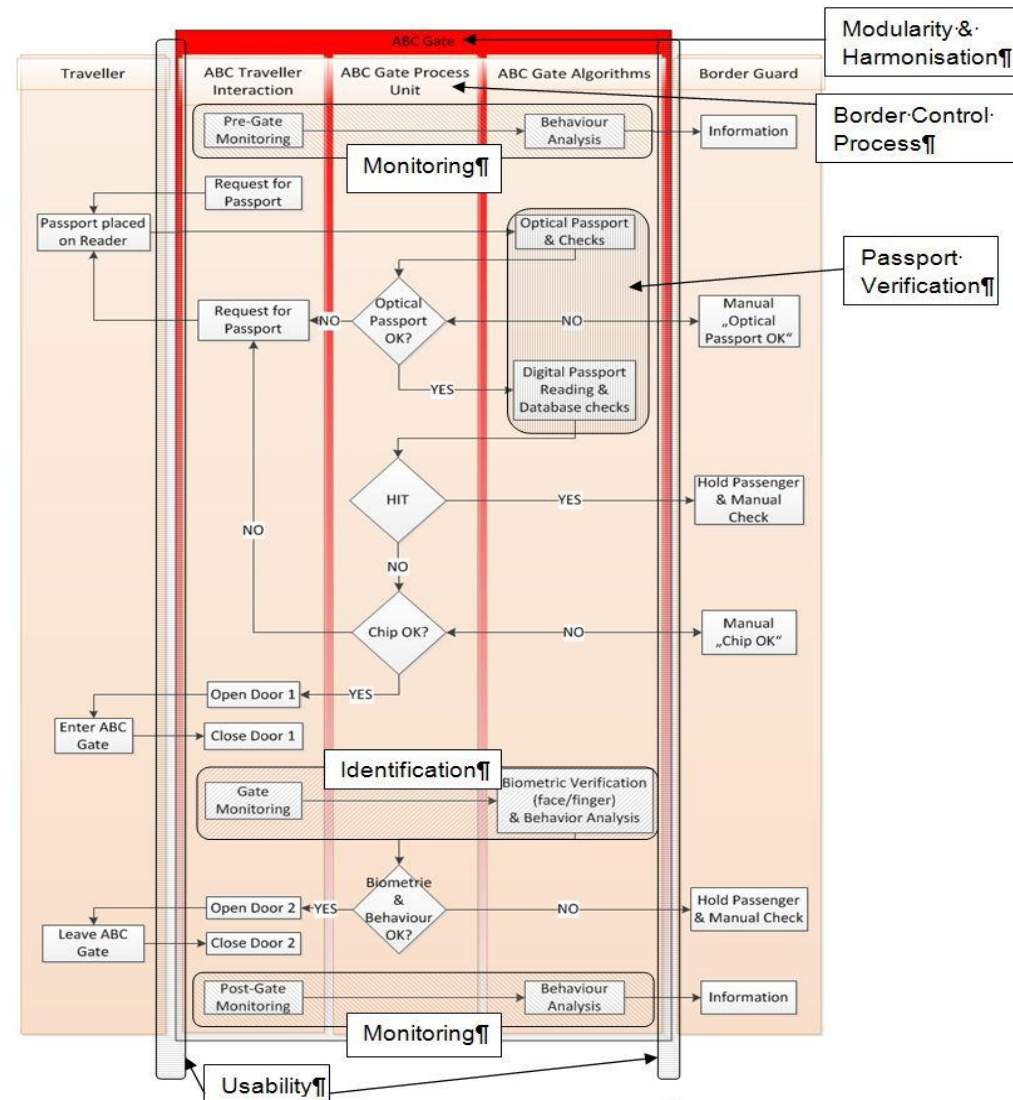 ABC Gate
Modularity·&·
Harmonisation¶
Traveller
ABC Traveller
Interaction
ABC Gate Process
Unit
ABC Gate Algorithms
Border Guard
Border·Control·
Process¶
Pre-Gate
Monitoring
Behaviour
Analysis
Information
Monitoring¶
Request for
Passport
Passport placed
on Reader
Optical Passport
& Checks
Passport·
Verification¶
Optical
Passport
OK?
Request for
Passport
NO
NO
Manual
„Optical
Passport OK“
YES
Digital Passport
Reading &
Database checks
HIT
YES
Hold Passenger
& Manual
Check
NO
NO
Chip OK?
NO
Manual
„Chip OK“
YES
Open Door 1
Enter ABC
Gate
Close Door 1
Identification¶
Gate
Monitoring
Biometric Verification
(face/finger)
& Behavior Analysis
Biometrie
&
Behaviour
OK?
YES
Open Door 2
NO
Hold Passenger
& Manual Check
Leave ABC
Gate
Close Door 2
Post-Gate
Monitoring
Behaviour
Analysis
Information
Monitoring¶
Usability¶